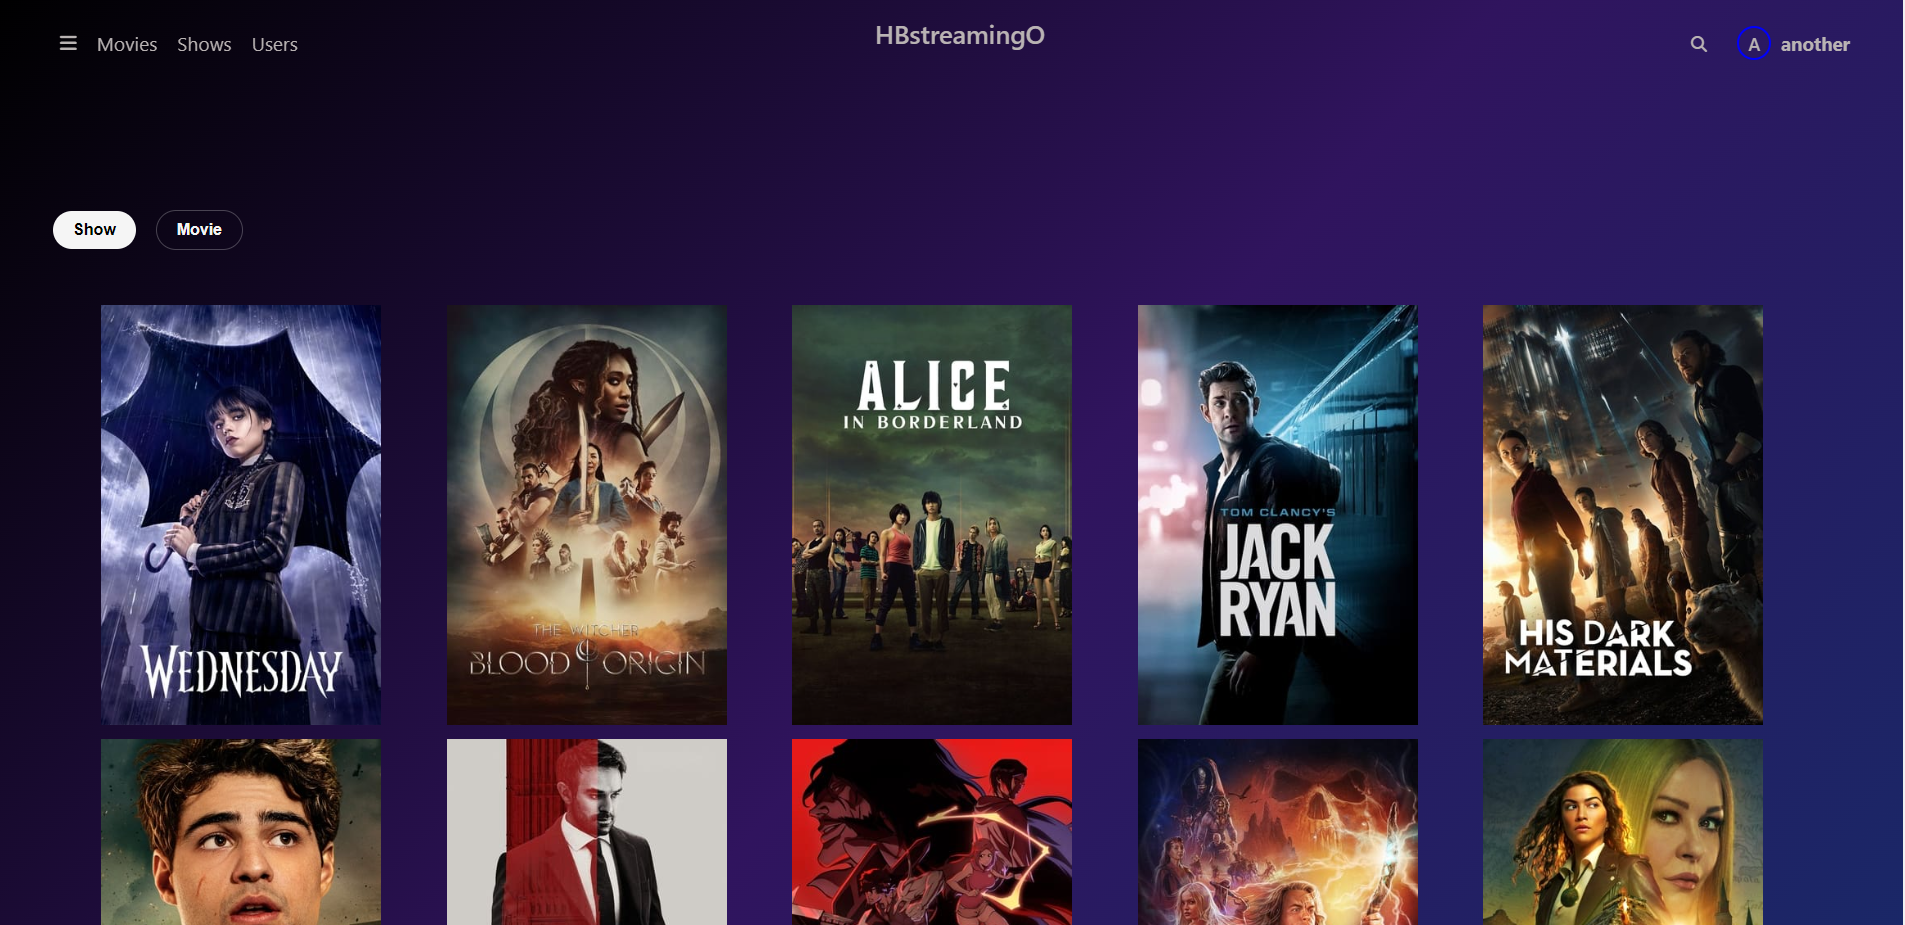 Movies Shows Users
HBstreamingO
A another
Show Movie
WEDNESDAY
THE WITCHER
BLOOD ORIGIN
ALICE
IN BORDERLAND
TOM CLANCY'S
JACK
RYAN
HIS DARK
MATERIALS